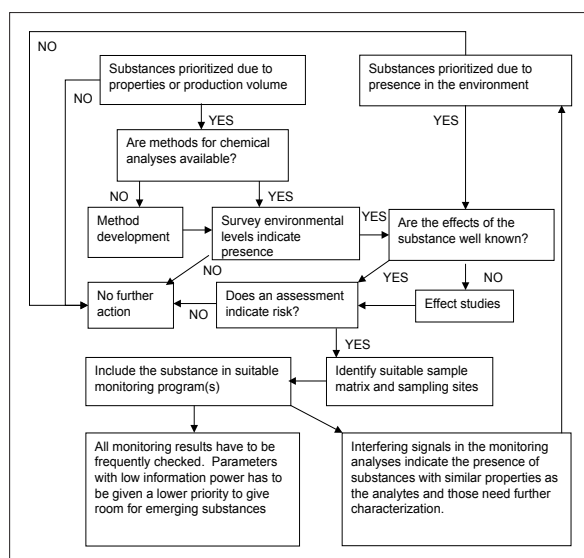 NO
Substances prioritized due to
properties or production volume
Substances prioritized due to
presence in the environment
NO
YES
YES
Are methods for chemical
analyses available?
NO
YES
Method
development
Survey environmental
levels indicate
presence
YES
Are the effects of the
substance well known?
NO
YES
NO
No further
action
NO
Does an assessment
indicate risk?
Effect studies
YES
Include the substance in suitable
monitoring program(s)
Identify suitable sample
matrix and sampling sites
All monitoring results have to be
frequently checked. Parameters
with low information power has to
be given a lower priority to give
room for emerging substances
Interfering signals in the monitoring
analyses indicate the presence of
substances with similar properties as
the analytes and those need further
characterization.